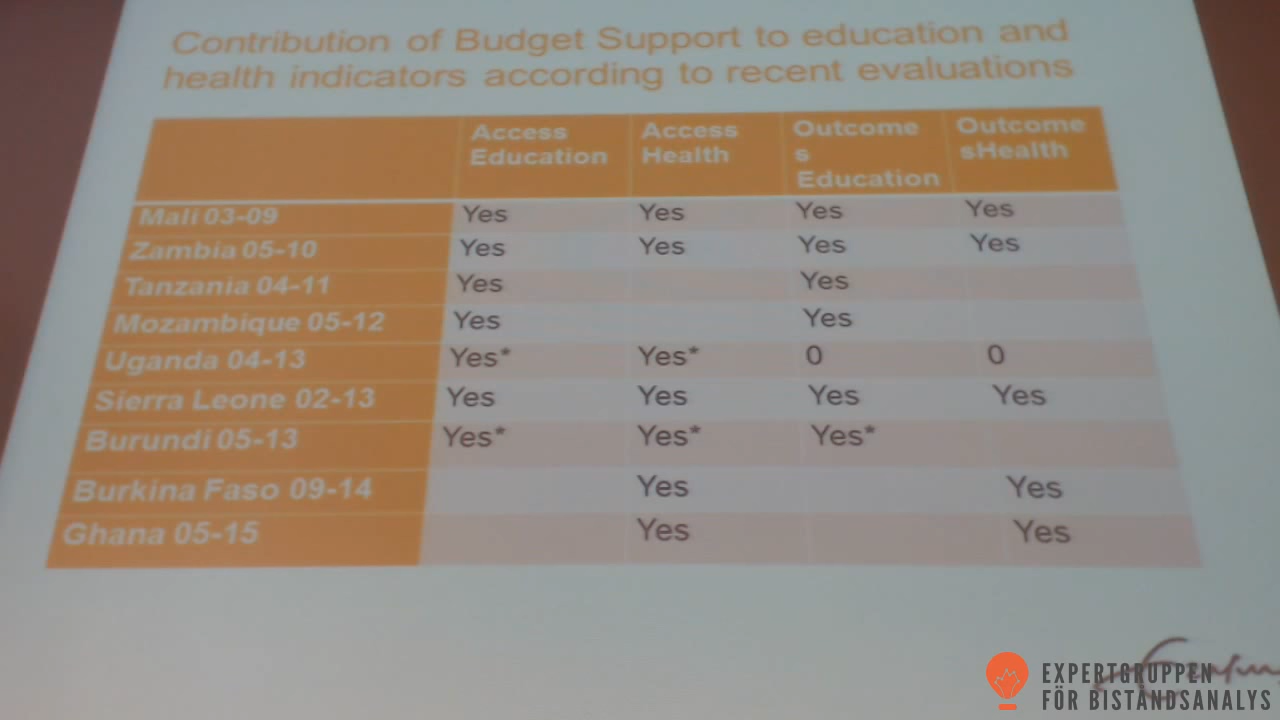 Contribution of Budget Support to education and
health indicators according to recent evaluations
Access Education Access Health Outcome s Education Outcome sHealth
Mali 03-09 Yes Yes Yes Yes
Zambia 05-10 Yes Yes Yes Yes
Tanzania 04-11 Yes Yes
Mozambique 05-12 Yes Yes
Uganda 04-13 Yes* Yes* 0 0
Sierra Leone 02-13 Yes Yes Yes Yes
Burundi 05-13 Yes* Yes* Yes*
Burkina Faso 09-14 Yes Yes
Ghana 05-15 Yes Yes
EXPERTGRUPPEN
FÖR BISTANDSANALYS